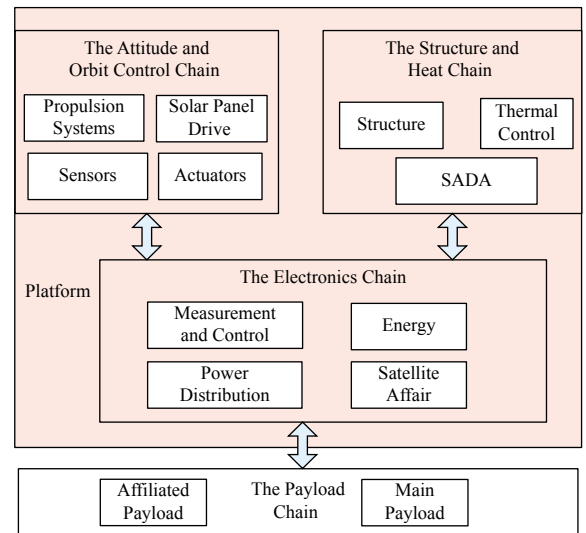 The Attitude and
Orbit Control Chain
Propulsion
Systems
Solar Panel
Drive
Sensors
Actuators
The Structure and
Heat Chain
Structure
Thermal
Control
SADA
Platform
The Electronics Chain
Measurement
and Control
Energy
Power
Distribution
Satellite
Affair
Affiliated
Payload
The Payload
Chain
Main
Payload